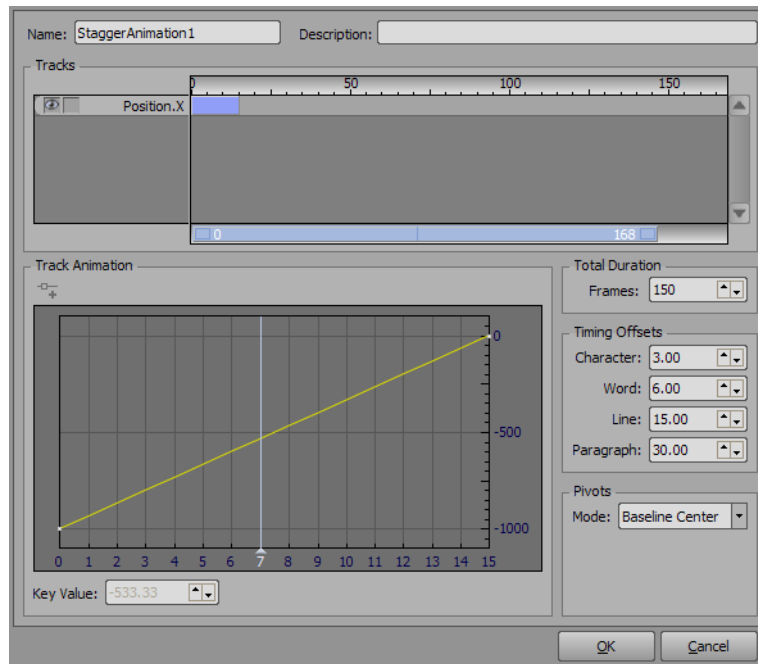 Name: StaggerAnimation1 Description:
Tracks
0 50 100 150
Position.X
0 168
Track Animation
Total Duration
Frames: 150
Timing Offsets
Character: 3.00
Word: 6.00
Line: 15.00
Paragraph: 30.00
Pivots
Mode: Baseline Center
0
-500
-1000
0 1 2 3 4 5 6 7 8 9 10 11 12 13 14 15
Key Value: -533.33
OK Cancel